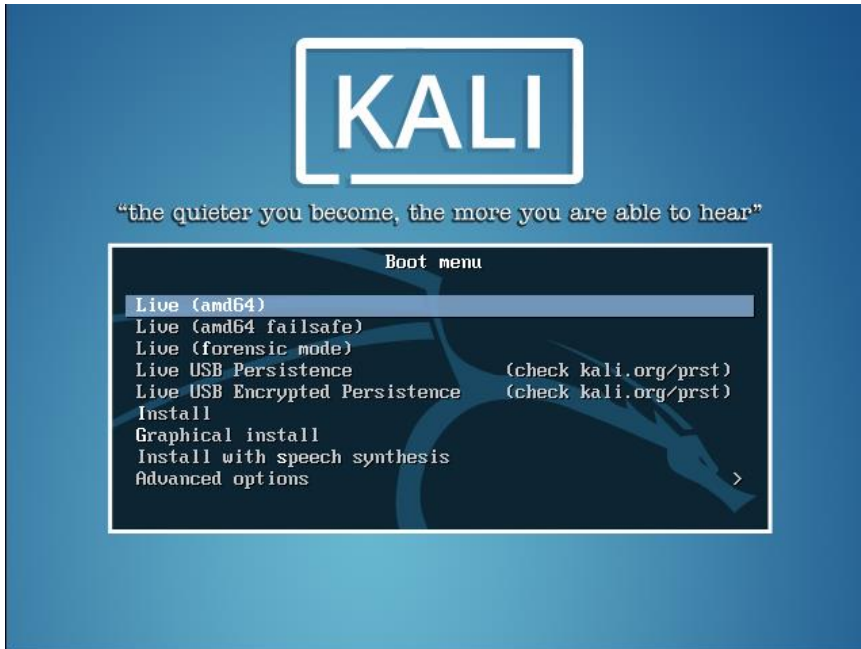 KALI
“the quieter you become, the more you are able to hear”
Boot menu
Live (amd64)
Live (amd64 failsafe)
Live (forensic mode)
Live USB Persistence (check kali.org/prst)
Live USB Encrypted Persistence (check kali.org/prst)
Install
Graphical install
Install with speech synthesis
Advanced options >